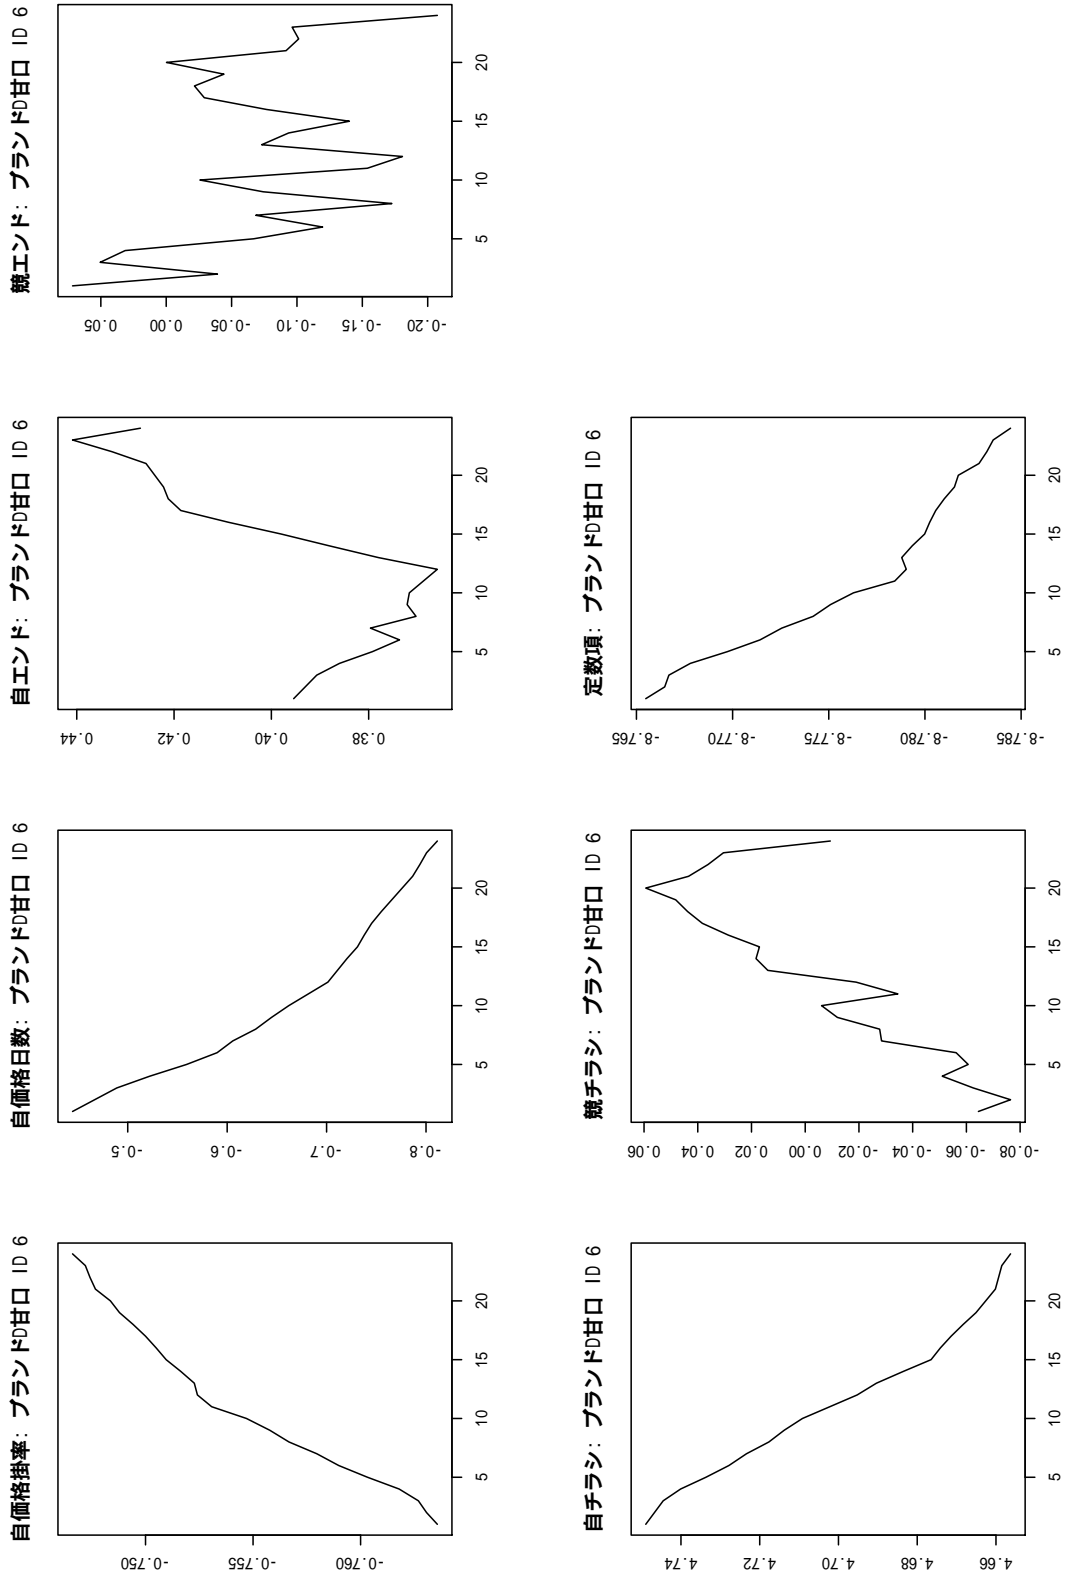 自価格掛率: ブランドD甘口 ID 6
-0.750
-0.755
-0.760
5 10 15 20
自価格日数: ブランドD甘口 ID 6
-0.5
-0.6
-0.7
-0.8
5 10 15 20
自エンド: ブランドD甘口 ID 6
0.44
0.42
0.40
0.38
5 10 15 20
競エンド: ブランドD甘口 ID 6
0.05
0.00
-0.05
-0.10
-0.15
-0.20
5 10 15 20
自チラシ: ブランドD甘口 ID 6
4.74
4.72
4.70
4.68
4.66
5 10 15 20
競チラシ: ブランドD甘口 ID 6
0.06
0.04
0.02
0.00
-0.02
-0.04
-0.06
-0.08
5 10 15 20
定数項: ブランドD甘口 ID 6
-8.765
-8.770
-8.775
-8.780
-8.785
5 10 15 20